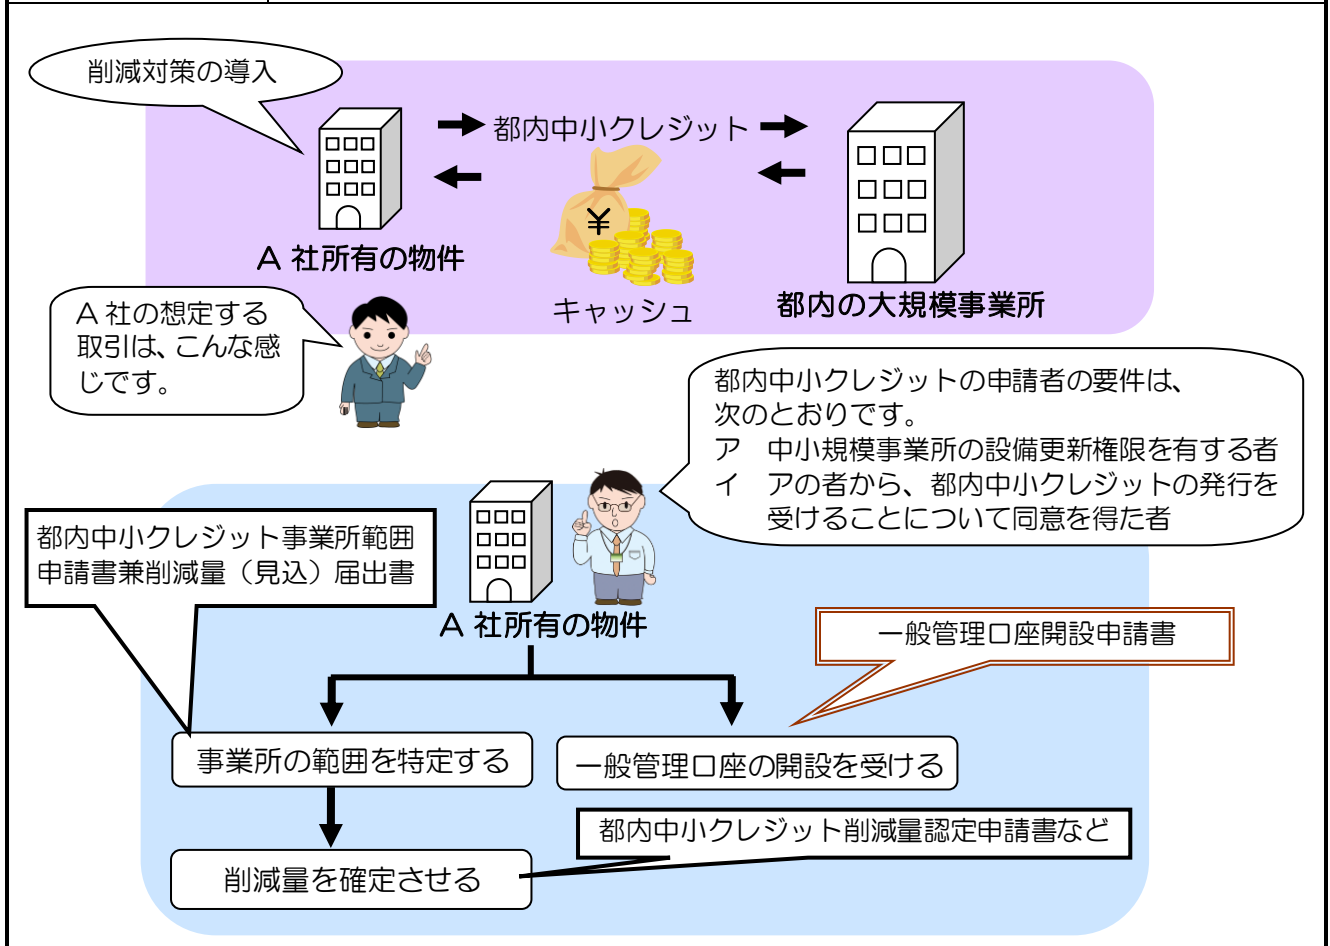 削減対策の導入
都内中小クレジット
¥
A 社所有の物件
キャッシュ
都内の大規模事業所
A 社の想定する
取引は、こんな感
じです。
都内中小クレジットの申請者の要件は、
次のとおりです。
ア 中小規模事業所の設備更新権限を有する者
イ アの者から、都内中小クレジットの発行を
受けることについて同意を得た者
都内中小クレジット事業所範囲
申請書兼削減量（見込）届出書
A 社所有の物件
一般管理口座開設申請書
事業所の範囲を特定する
一般管理口座の開設を受ける
都内中小クレジット削減量認定申請書など
削減量を確定させる